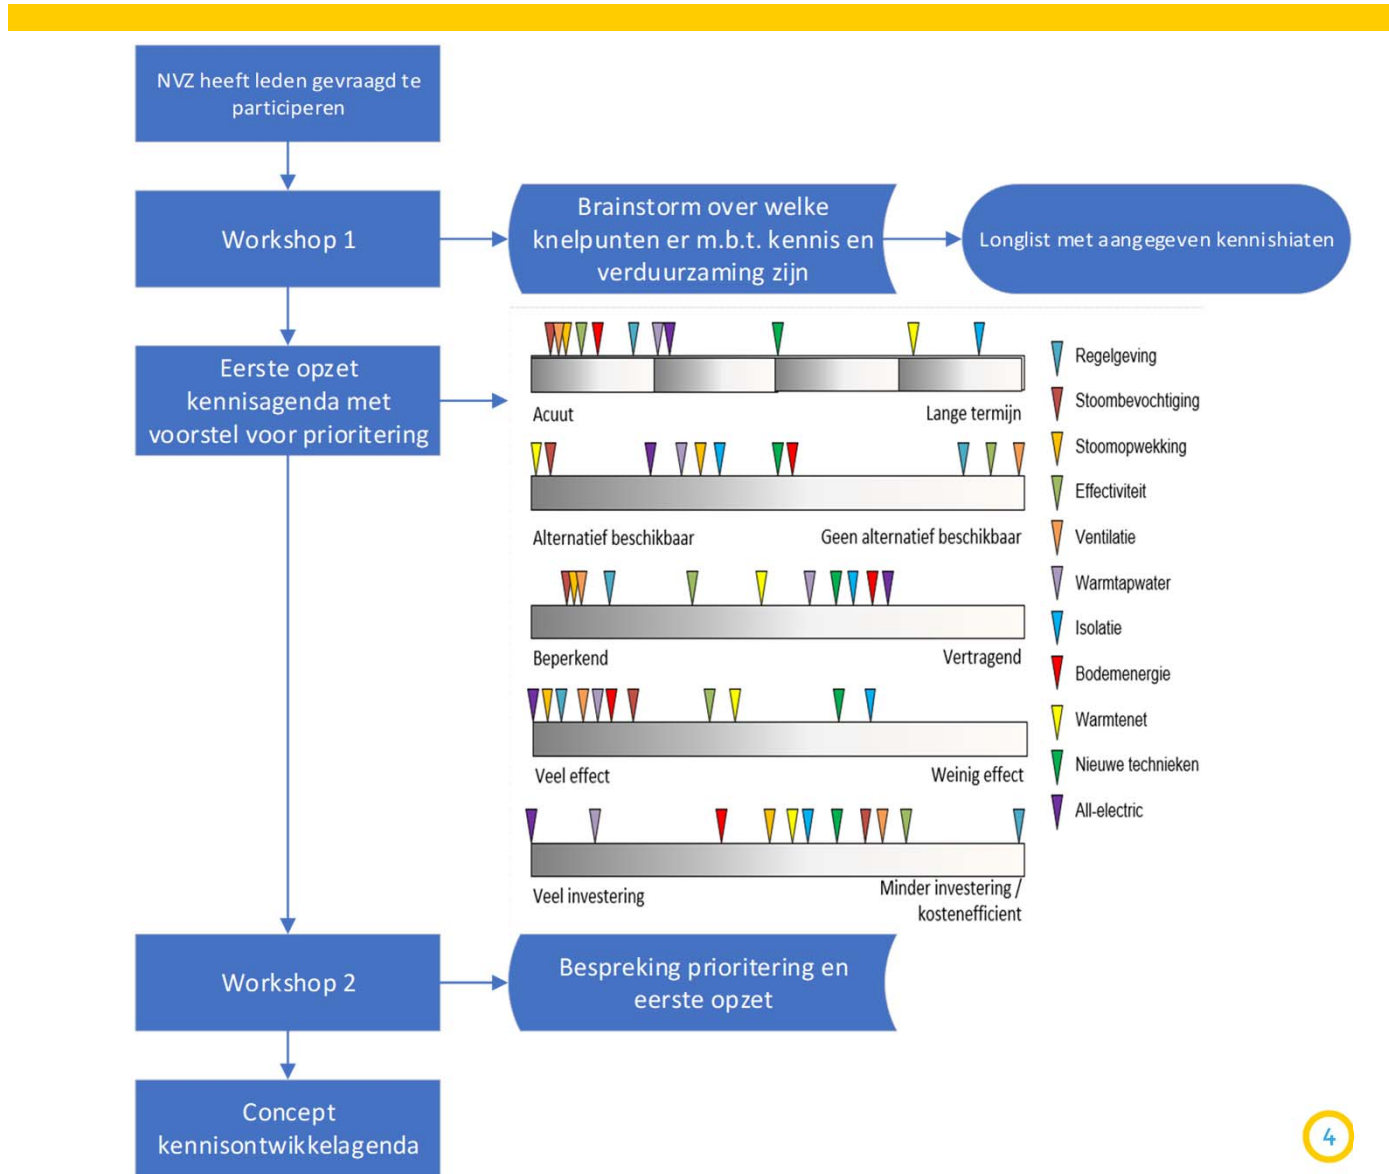 NVZ heeft leden gevraagd te
participeren
Workshop 1
Brainstorm over welke
knelpunten er m.b.t. kennis en
verduurzaming zijn
Longlist met aangegeven kennishiaten
Eerste opzet
kennisagenda met
voorstel voor prioritering
Acuut
Lange termijn
Alternatief beschikbaar
Geen alternatief beschikbaar
Beperkend
Vertragend
Veel effect
Weinig effect
Veel investering
Minder investering /
kostenefficient
Regelgeving
Stoombevochtiging
Stoomopwekking
Effectiviteit
Ventilatie
Warmtapwater
Isolatie
Bodemenergie
Warmtenet
Nieuwe technieken
All-electric
Workshop 2
Bespreking prioritering en
eerste opzet
Concept
kennisontwikkelagenda
4